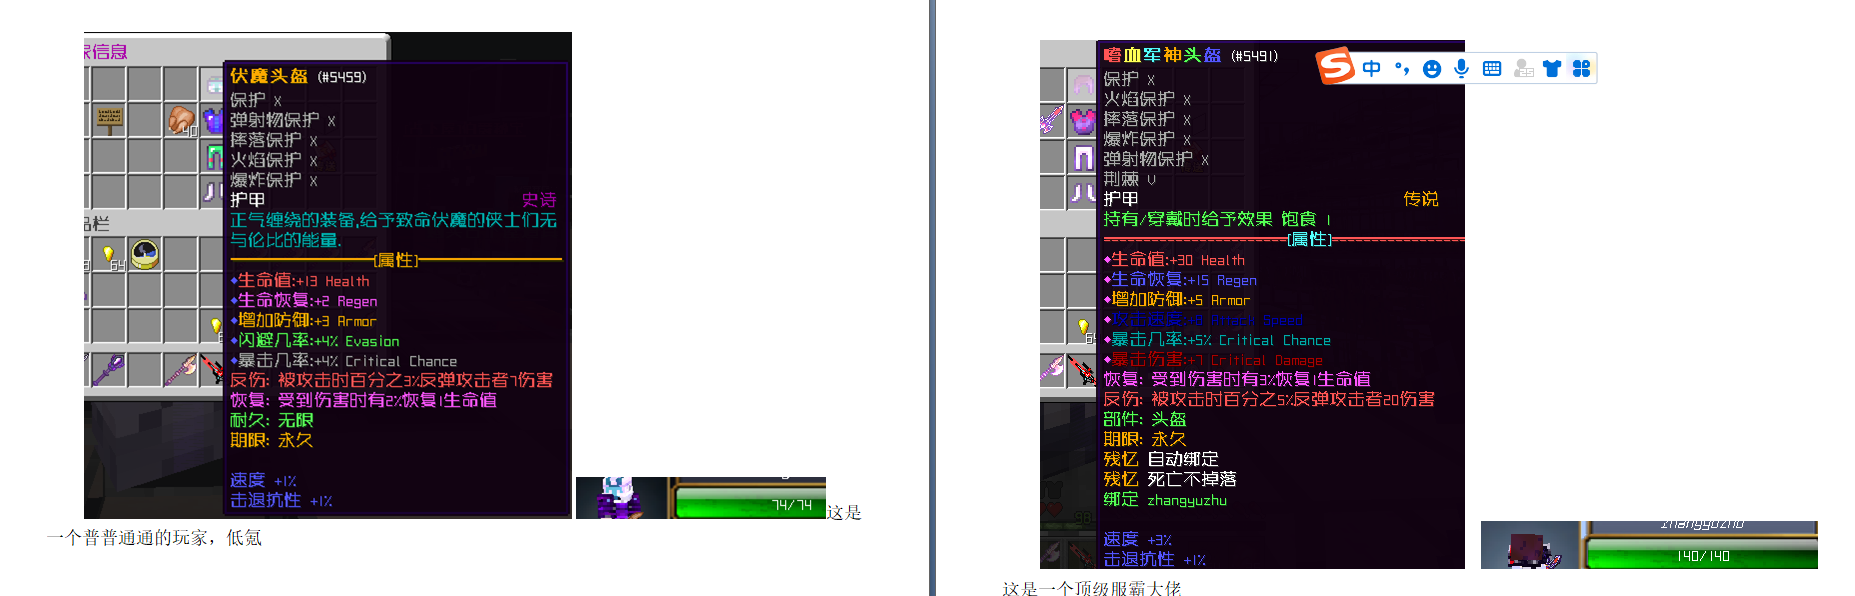 家信息
伏魔头盔 (#5459)
保护 X
弹射物保护 X
摔落保护 X
火焰保护 X
爆炸保护 X
护甲 史诗
正气缠绕的装备,给予致命伏魔的侠士们无
与伦比的能量.
[属性]
生命值:+13 Health
生命恢复:+2 Regen
增加防御:+3 Armor
闪避几率:+4% Evasion
暴击几率:+4% Critical Chance
反伤: 被攻击时百分之3%反弹攻击者7伤害
恢复: 受到伤害时有2%恢复1生命值
耐久: 无限
期限: 永久
速度 +1%
击退抗性 +1%
品栏
40
64
74/74
这是
一个普普通通的玩家，低氪
嗜血军神头盔 (#5491)
保护 X
火焰保护 X
摔落保护 X
爆炸保护 X
弹射物保护 X
荆棘 V
护甲 传说
持有/穿戴时给予效果 饱食 1
[属性]
生命值:+30 Health
生命恢复:+15 Regen
增加防御:+5 Armor
暴击几率:+5% Critical Chance
暴击伤害:+7 Critical Damage
恢复: 受到伤害时有3%恢复1生命值
反伤: 被攻击时百分之5%反弹攻击者20伤害
部件: 头盔
期限: 永久
残忆 自动绑定
残忆 死亡不掉落
绑定 zhangyuzhu
速度 +3%
击退抗性 +1%
中
zhangyuzhu
140/140
这是一个顶级服霸大佬